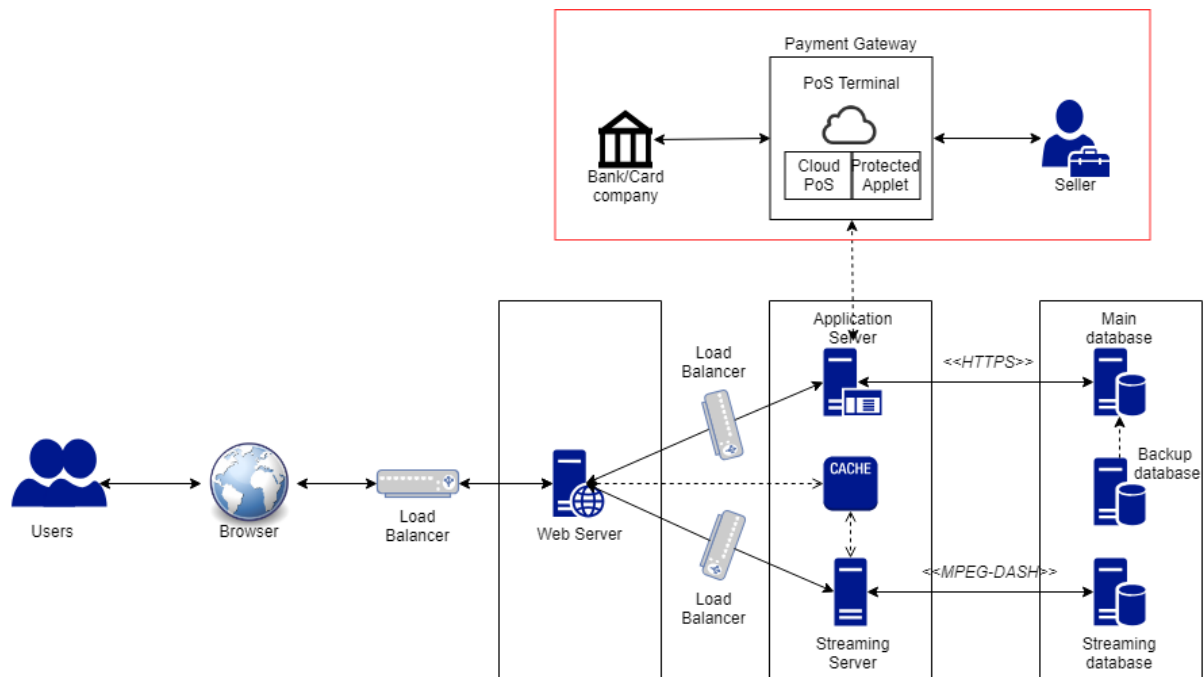 Payment Gateway
PoS Terminal
Cloud
PoS
Protected
Applet
Bank/Card
company
Seller
Application
Server
Main
database
Load
Balancer
<<HTTPS>>
Backup
database
CACHE
Users
Browser
Load
Balancer
Web Server
Load
Balancer
<<MPEG-DASH>>
Streaming
Server
Streaming
database